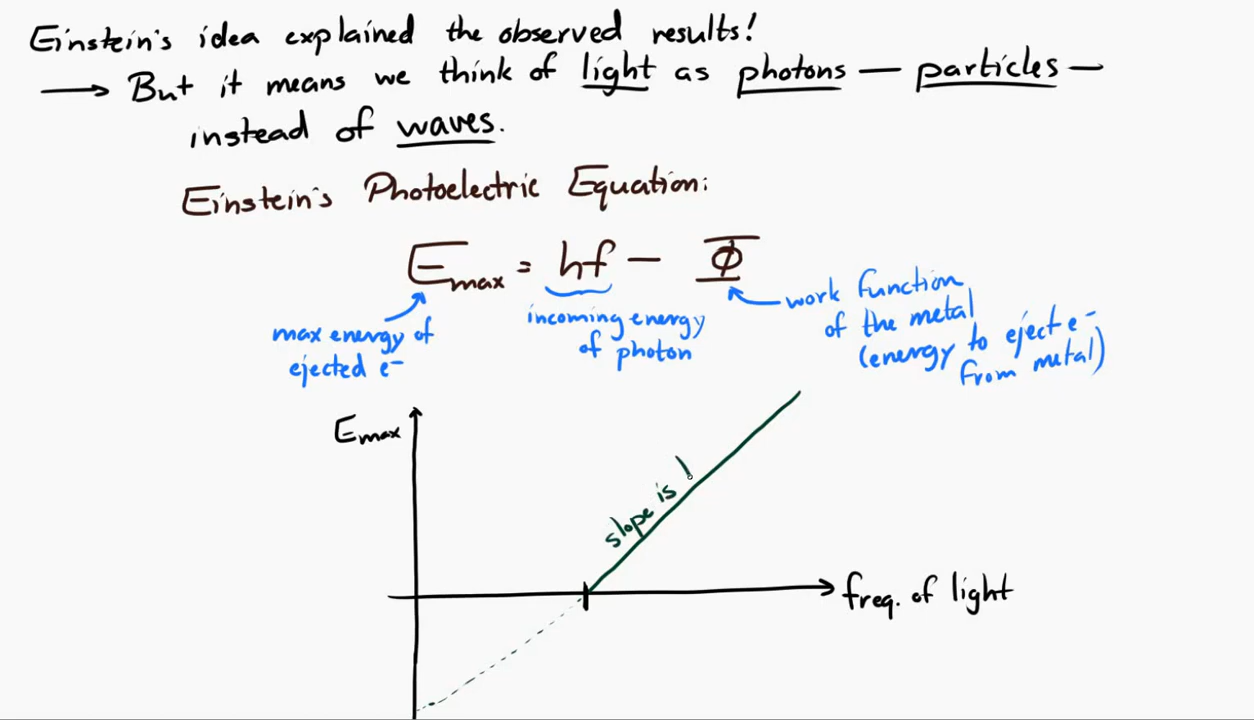 Einstein's idea explained the observed results!
→ But it means we think of light as photons — particles —
instead of waves.
Einstein's Photoelectric Equation:
E max = hf - Φ
max energy of
ejected e-
incoming energy
of photon
work function
of the metal
(energy to eject e-
from metal)
E max
slope is
freq. of light